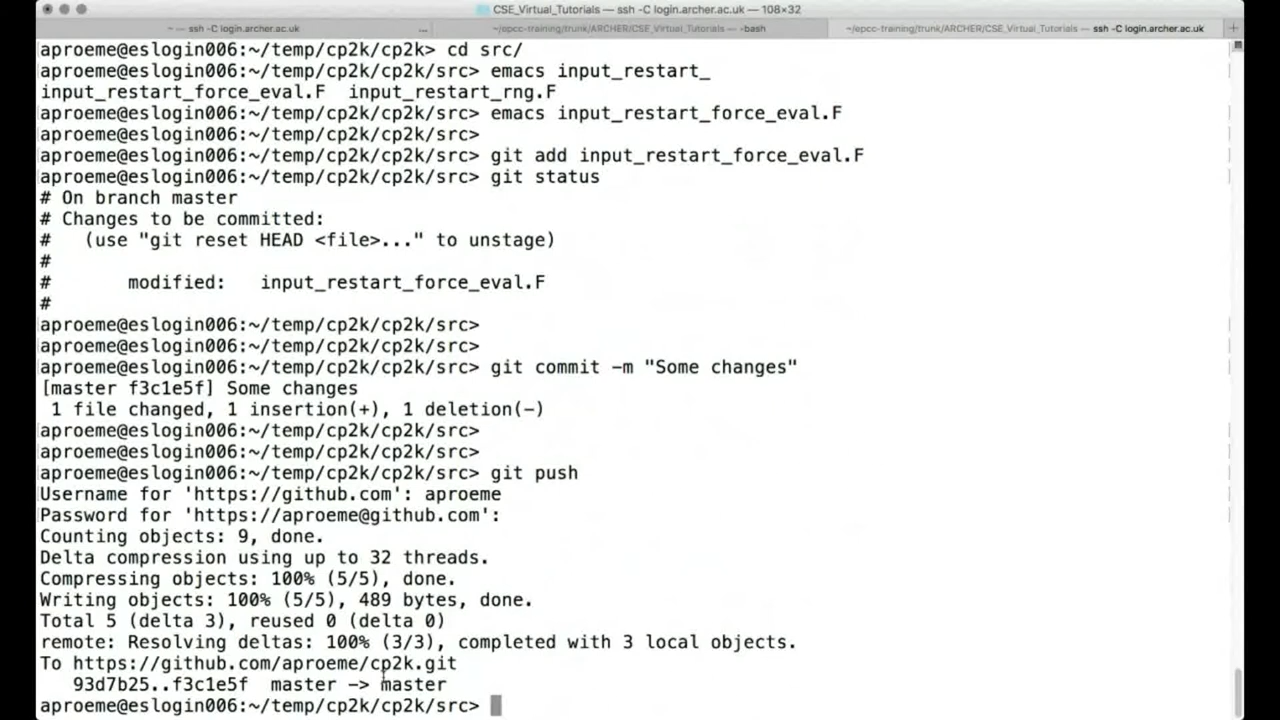 CSE_Virtual_Tutorials — ssh -C login.archer.ac.uk — 108×32
~ — ssh -C login.archer.ac.uk ... ~/epcc-training/trunk/ARCHER/CSE_Virtual_Tutorials — -bash ~/epcc-training/trunk/ARCHER/CSE_Virtual_Tutorials — ssh -C login.archer.ac.uk +
aproeme@eslogin006:~/temp/cp2k/cp2k> cd src/
aproeme@eslogin006:~/temp/cp2k/cp2k/src> emacs input_restart_
input_restart_force_eval.F  input_restart_rng.F
aproeme@eslogin006:~/temp/cp2k/cp2k/src> emacs input_restart_force_eval.F
aproeme@eslogin006:~/temp/cp2k/cp2k/src>
aproeme@eslogin006:~/temp/cp2k/cp2k/src> git add input_restart_force_eval.F
aproeme@eslogin006:~/temp/cp2k/cp2k/src> git status
# On branch master
# Changes to be committed:
#   (use "git reset HEAD <file>..." to unstage)
#
#       modified:   input_restart_force_eval.F
#
aproeme@eslogin006:~/temp/cp2k/cp2k/src>
aproeme@eslogin006:~/temp/cp2k/cp2k/src>
aproeme@eslogin006:~/temp/cp2k/cp2k/src> git commit -m "Some changes"
[master f3c1e5f] Some changes
 1 file changed, 1 insertion(+), 1 deletion(-)
aproeme@eslogin006:~/temp/cp2k/cp2k/src>
aproeme@eslogin006:~/temp/cp2k/cp2k/src>
aproeme@eslogin006:~/temp/cp2k/cp2k/src> git push
Username for 'https://github.com': aproeme
Password for 'https://aproeme@github.com':
Counting objects: 9, done.
Delta compression using up to 32 threads.
Compressing objects: 100% (5/5), done.
Writing objects: 100% (5/5), 489 bytes, done.
Total 5 (delta 3), reused 0 (delta 0)
remote: Resolving deltas: 100% (3/3), completed with 3 local objects.
To https://github.com/aproeme/cp2k.git
   93d7b25..f3c1e5f  master -> master
aproeme@eslogin006:~/temp/cp2k/cp2k/src>